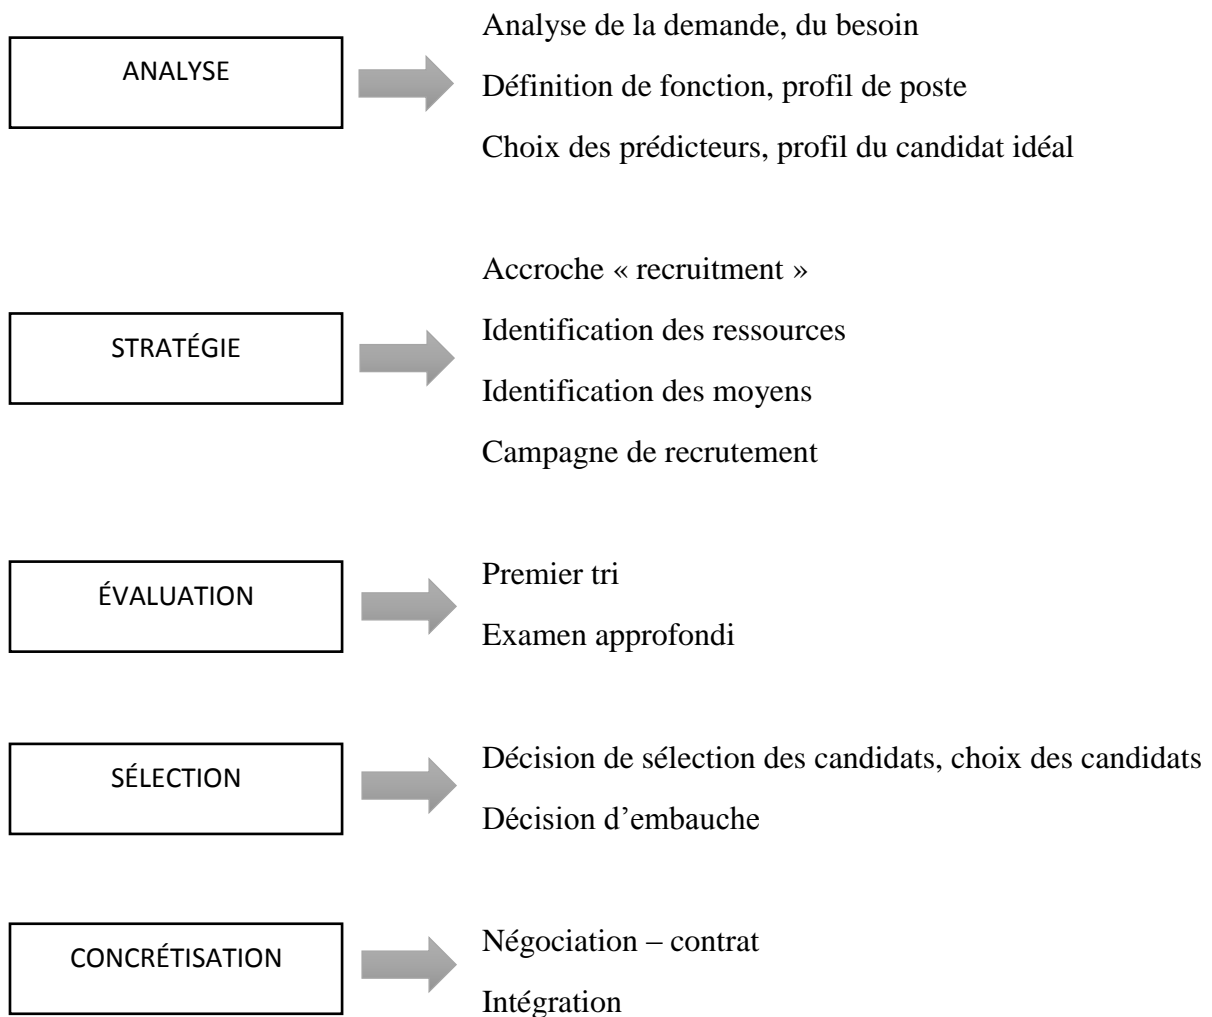 ANALYSE
Analyse de la demande, du besoin
Définition de fonction, profil de poste
Choix des prédicteurs, profil du candidat idéal
STRATÉGIE
Accroche « recruitment »
Identification des ressources
Identification des moyens
Campagne de recrutement
ÉVALUATION
Premier tri
Examen approfondi
SÉLECTION
Décision de sélection des candidats, choix des candidats
Décision d’embauche
CONCRÉTISATION
Négociation – contrat
Intégration